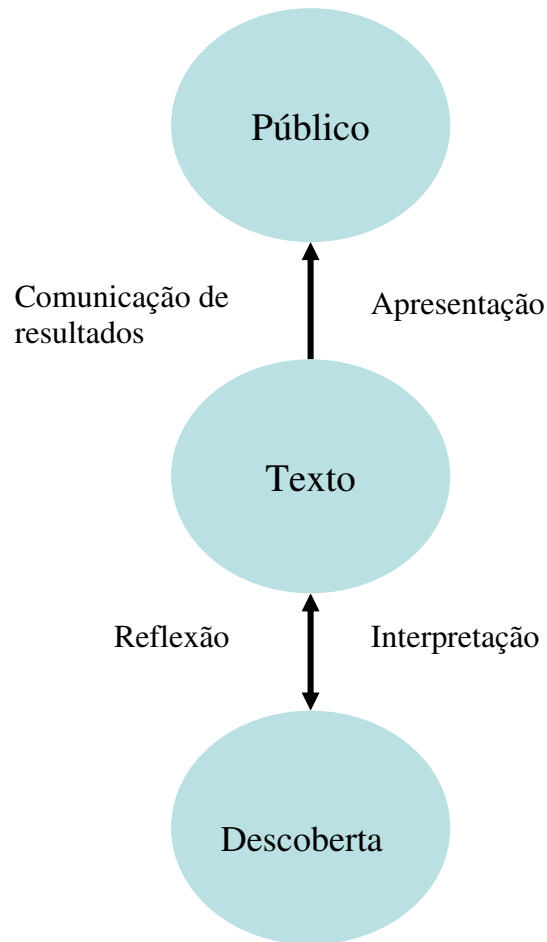 Público
Comunicação de
resultados
Apresentação
Texto
Reflexão
Interpretação
Descoberta